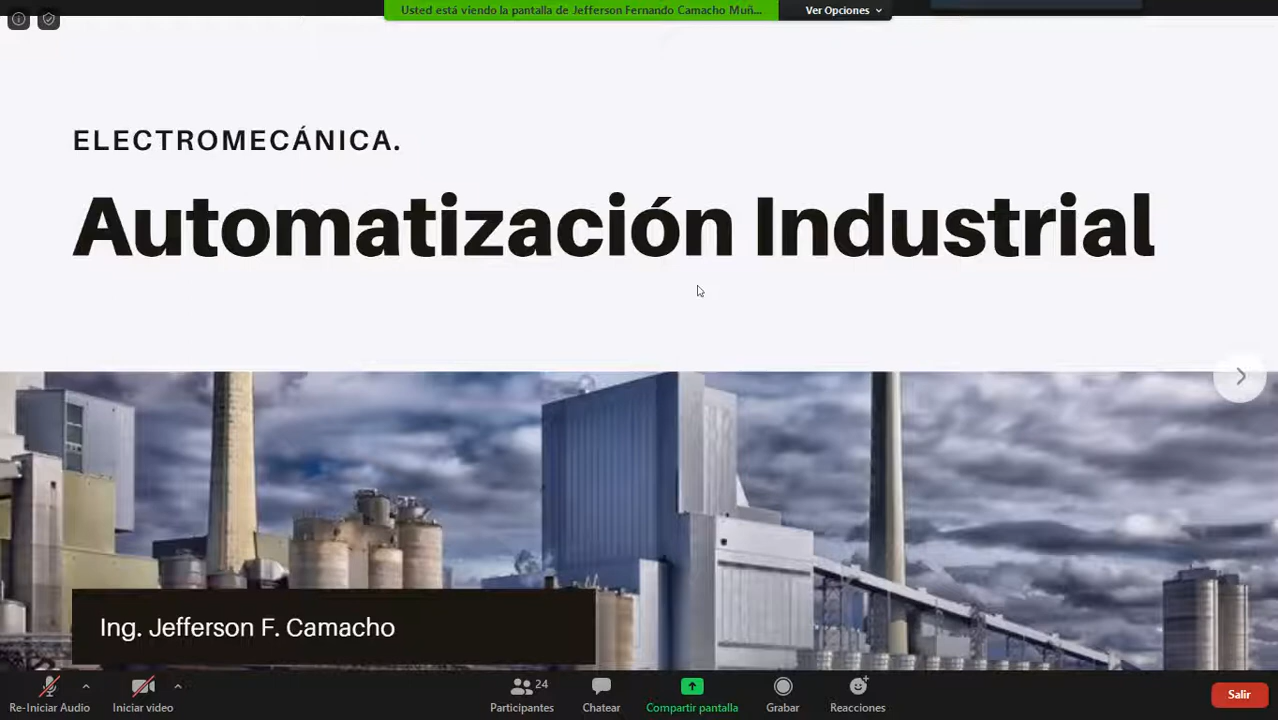 Usted está viendo la pantalla de Jefferson Fernando Camacho Muñ...
Ver Opciones
ELECTROMECÁNICA.
Automatización Industrial
Ing. Jefferson F. Camacho
24
Re-Iniciar Audio
Iniciar video
Participantes
Chatear
Compartir pantalla
Grabar
Reacciones
Salir